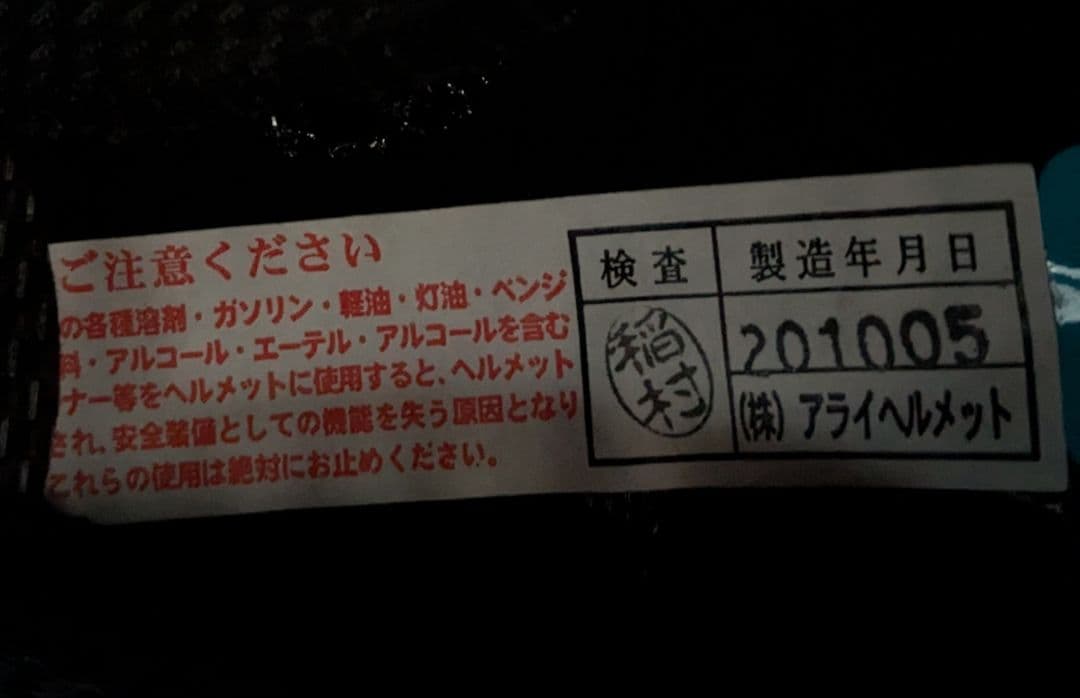 ご注意ください
の各種溶剤・ガソリン・軽油・灯油・ベンジ
料・アルコール・エーテル・アルコールを含む
ナー等をヘルメットに使用すると、ヘルメット
され、安全装備としての機能を失う原因となり
これらの使用は絶対にお止めください。
検査
製造年月日
稲村
201005
(株) アライヘルメット